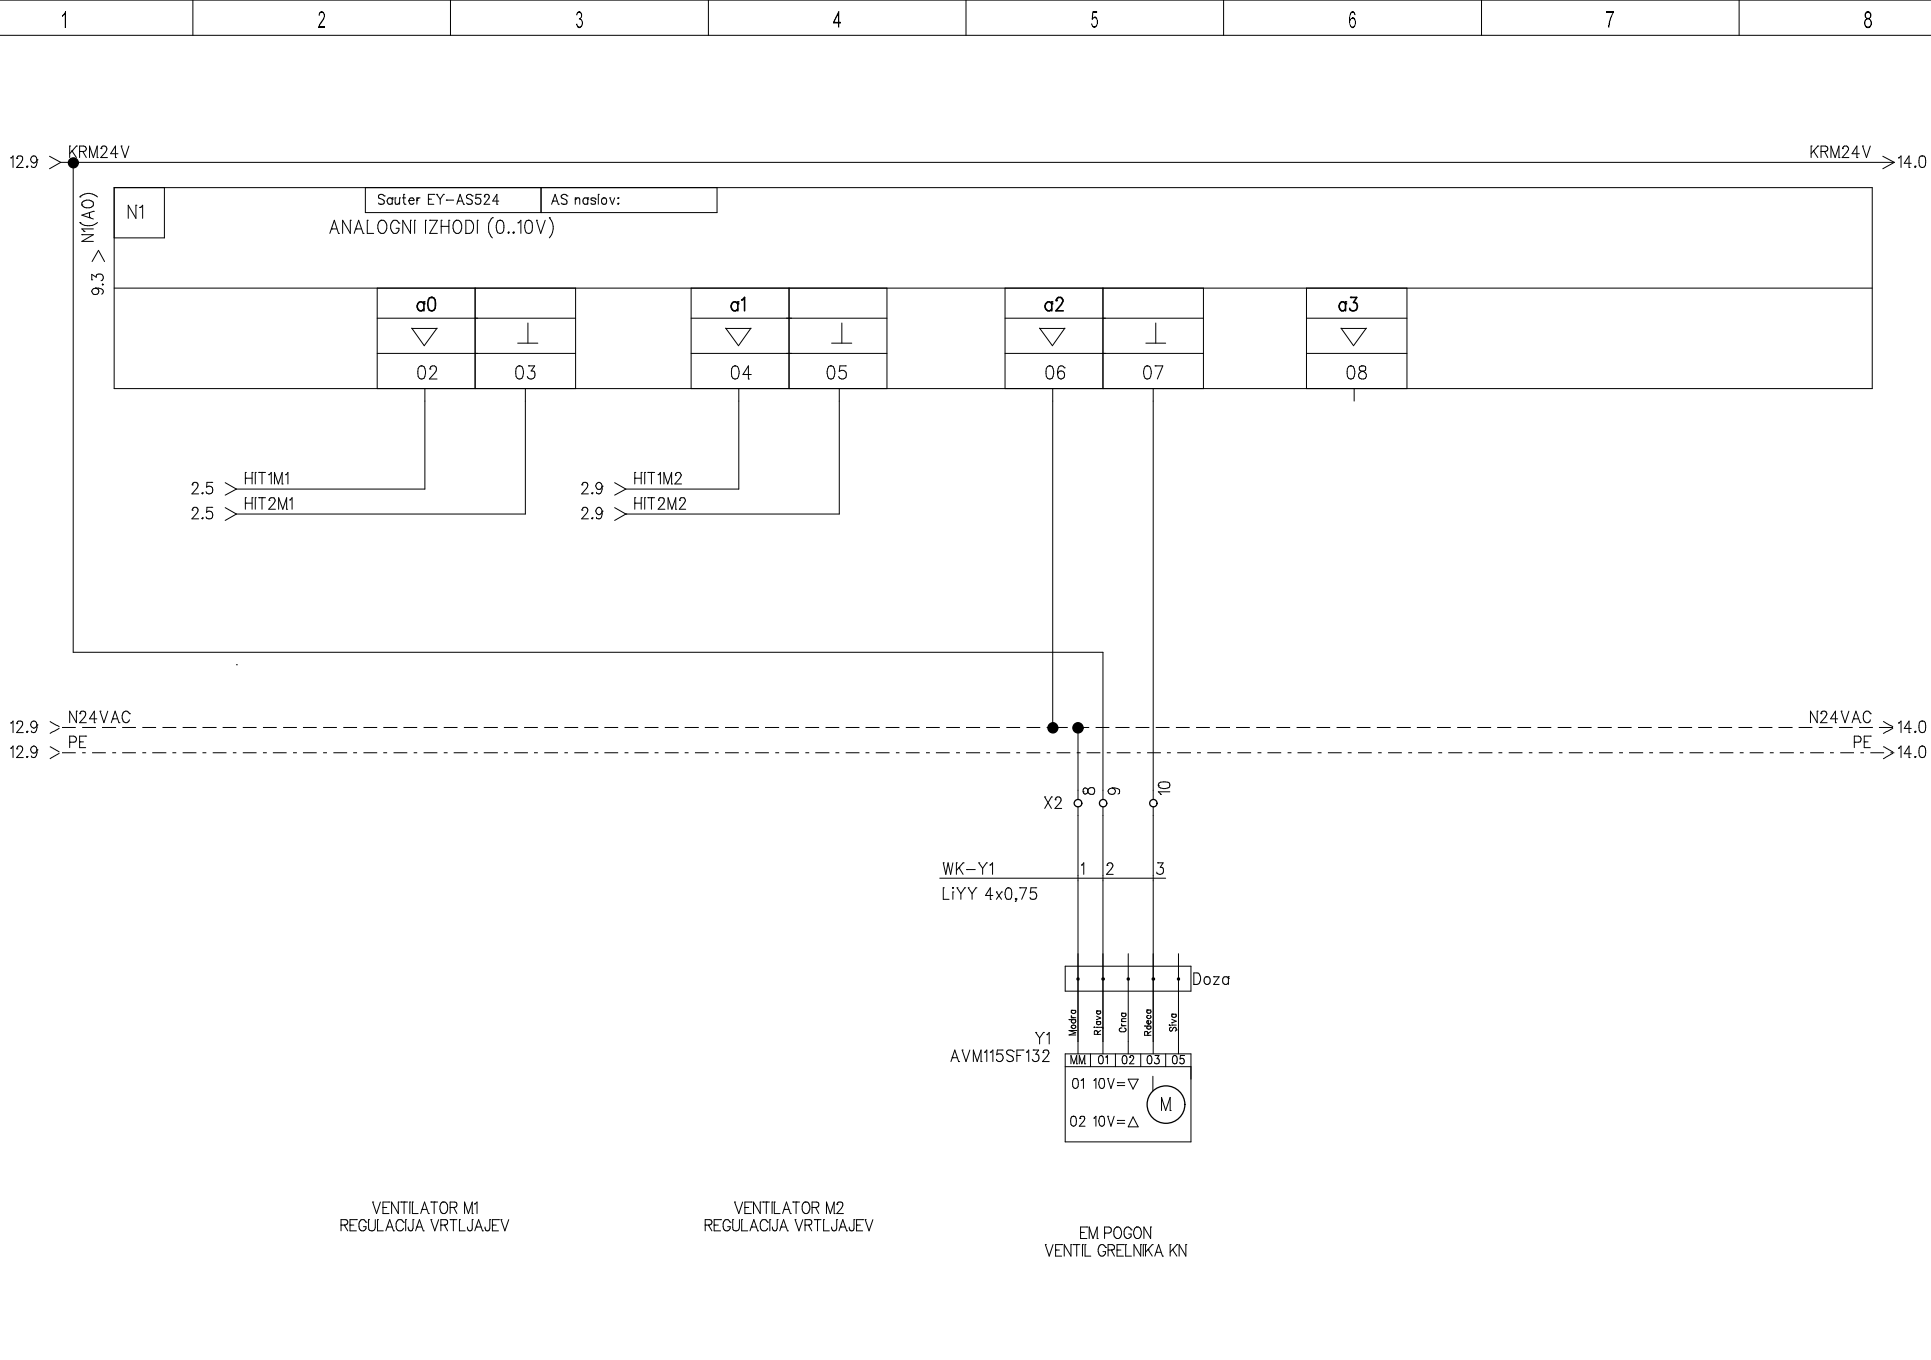 1 2 3 4 5 6 7 8
KRM24V KRM24V
12.9 14.0
N1 Sauter EY-AS524 AS naslov:
N1(AO)
9.3
ANALOGNI IZHODI (0..10V)
a0 a1 a2 a3
02 03 04 05 06 07 08
HIT1M1 HIT1M2
2.5 2.9
HIT2M1 HIT2M2
2.5 2.9
N24VAC N24VAC
12.9 14.0
PE PE
12.9 14.0
8 9 10
X2
WK-Y1 1 2 3
LiYY 4x0,75
Doza
Modra Rjava Crna Rdeca Siva
Y1
AVM115SF132
MM 01 02 03 05
01 10V=
M
02 10V=
VENTILATOR M1
REGULACIJA VRTLJAJEV
VENTILATOR M2
REGULACIJA VRTLJAJEV
EM POGON
VENTIL GRELNIKA KN